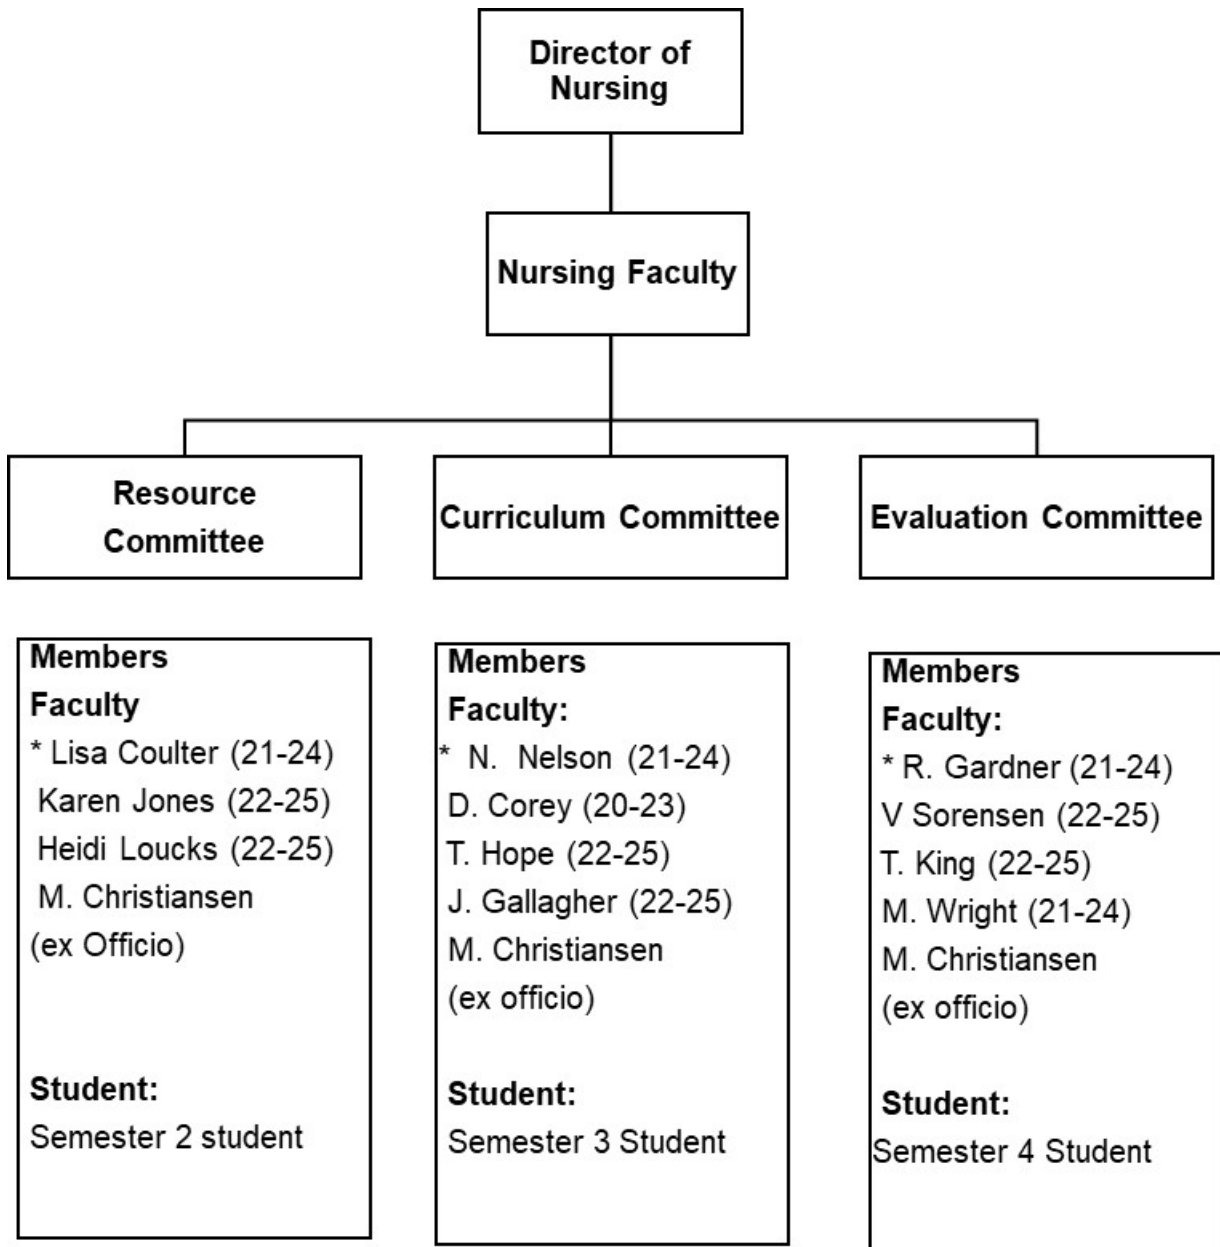 Director of
Nursing
Nursing Faculty
Resource
Committee
Curriculum Committee
Evaluation Committee
Members
Faculty
* Lisa Coulter (21-24)
Karen Jones (22-25)
Heidi Loucks (22-25)
M. Christiansen
(ex Officio)
Student:
Semester 2 student
Members
Faculty:
* N. Nelson (21-24)
D. Corey (20-23)
T. Hope (22-25)
J. Gallagher (22-25)
M. Christiansen
(ex officio)
Student:
Semester 3 Student
Members
Faculty:
* R. Gardner (21-24)
V Sorensen (22-25)
T. King (22-25)
M. Wright (21-24)
M. Christiansen
(ex officio)
Student:
Semester 4 Student